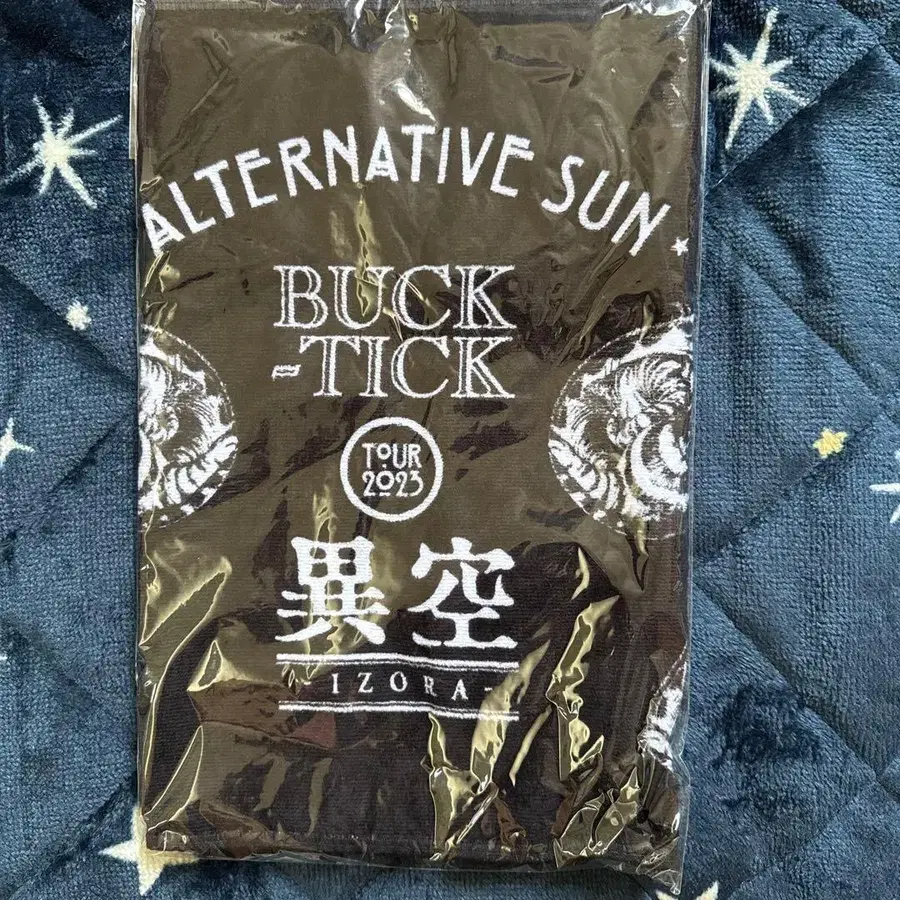 ALTERNATIVE SUN
BUCK
-TICK
TOUR
2023
異空
- IZORA -